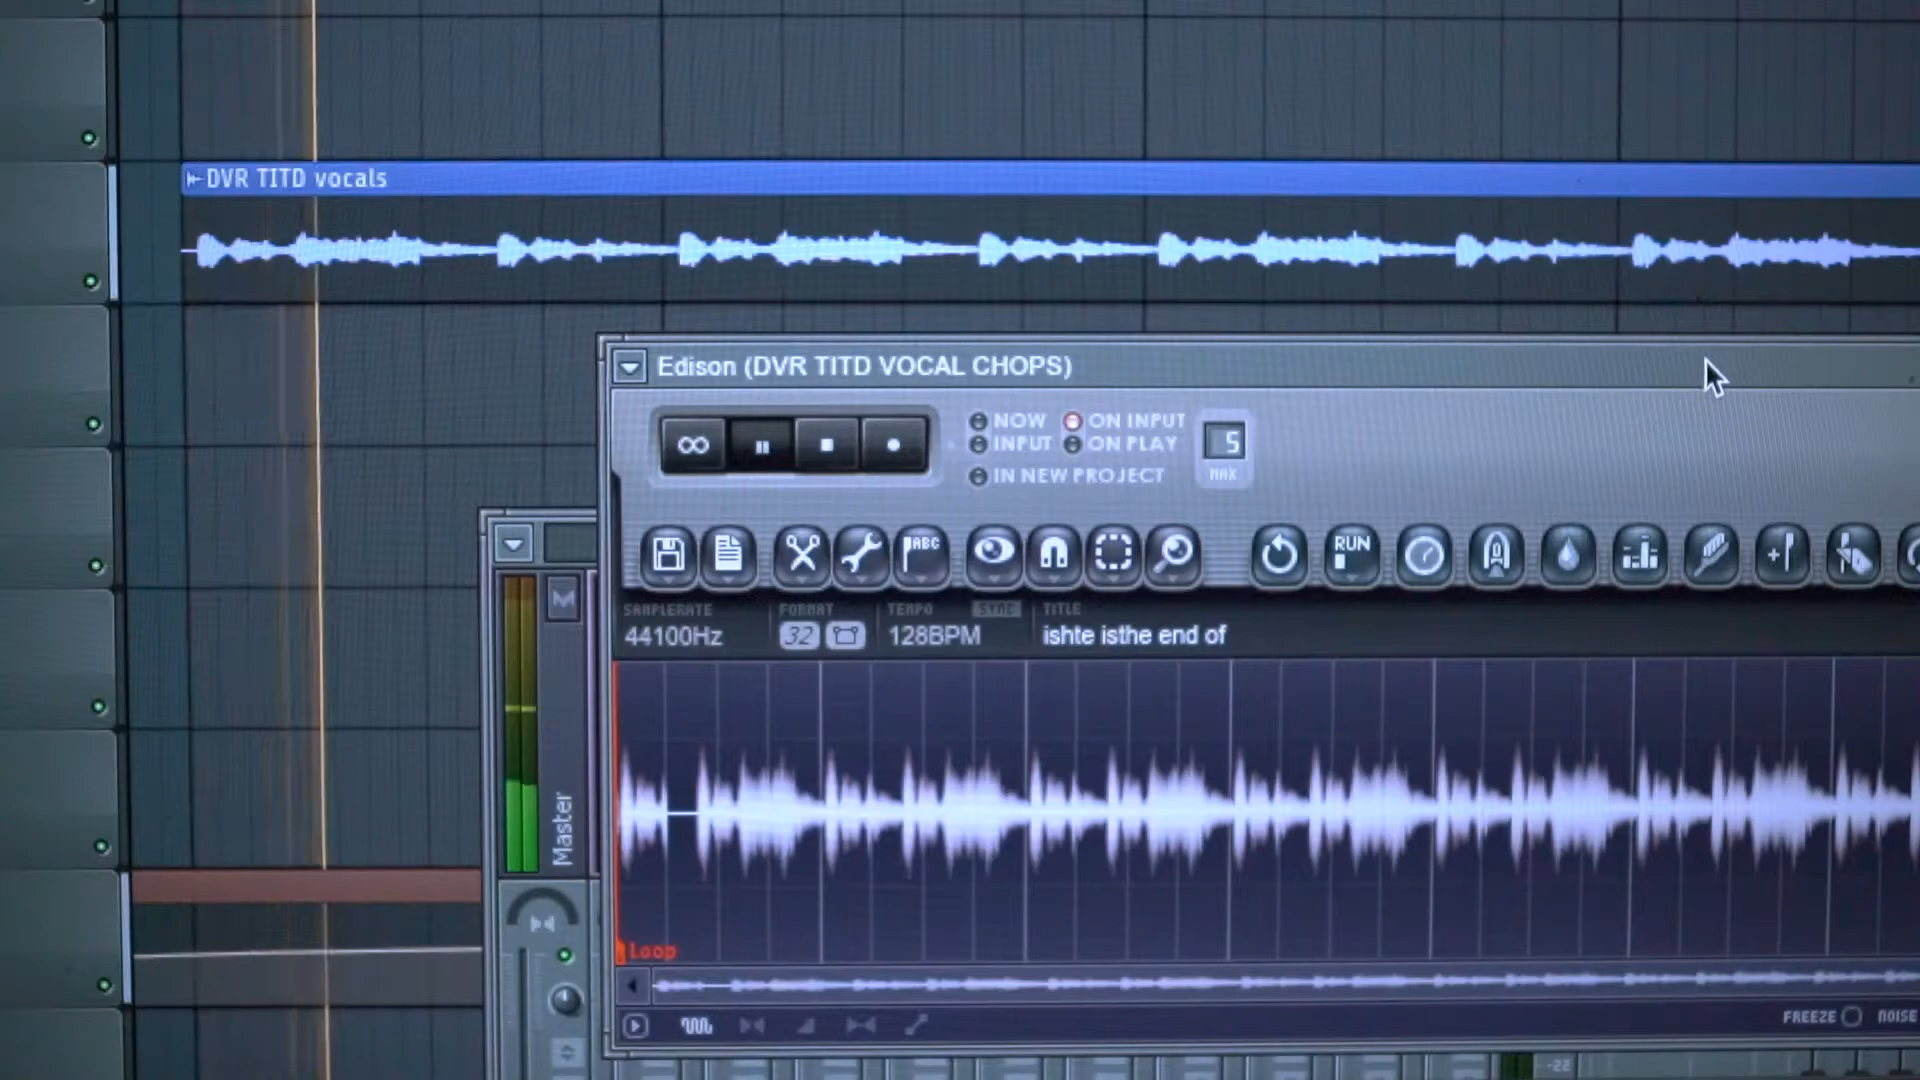 DVR TITD vocals
Edison (DVR TITD VOCAL CHOPS)
NOW ON INPUT
INPUT ON PLAY
IN NEW PROJECT
5
MAX
ABC
RUN
SAMPLERATE FORMAT TEMPO SYNC TITLE
44100Hz 32 128BPM ishte isthe end of
M
Master
Loop
FREEZE NOISE
-22